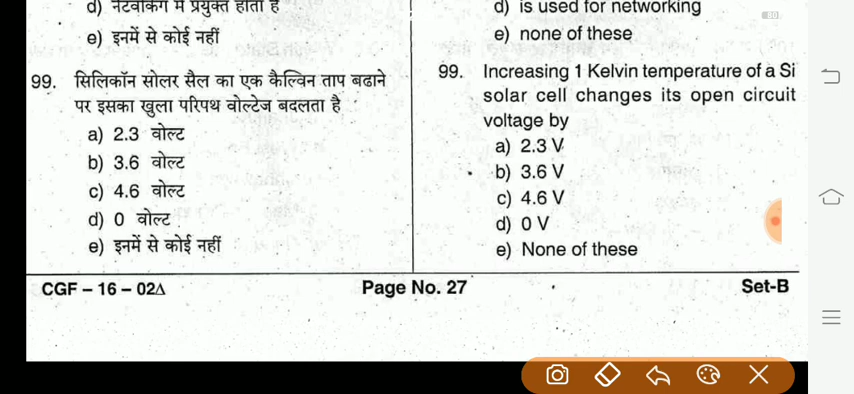 d) नेटवर्किंग में प्रयुक्त होता है
e) इनमें से कोई नहीं
99. सिलिकॉन सोलर सैल का एक कैल्विन ताप बढाने
पर इसका खुला परिपथ वोल्टेज बदलता है :
a) 2.3 वोल्ट
b) 3.6 वोल्ट
c) 4.6 वोल्ट
d) 0 वोल्ट
e) इनमें से कोई नहीं
d) is used for networking
e) none of these
99. Increasing 1 Kelvin temperature of a Si
solar cell changes its open circuit
voltage by
a) 2.3 V
b) 3.6 V
c) 4.6 V
d) 0 V
e) None of these
CGF – 16 – 02Δ
Page No. 27
Set-B